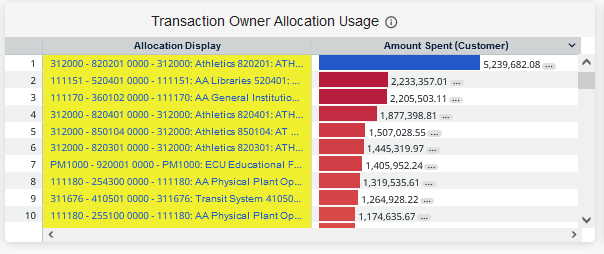 Transaction Owner Allocation Usage
Allocation Display Amount Spent (Customer)
1 312000 - 820201 0000 - 312000: Athletics 820201: ATH... 5,239,682.08 ...
2 111151 - 520401 0000 - 111151: AA Libraries 520401: ... 2,233,357.01 ...
3 111170 - 360102 0000 - 111170: AA General Institutio... 2,205,503.11 ...
4 312000 - 820401 0000 - 312000: Athletics 820401: ATH... 1,877,398.81 ...
5 312000 - 850104 0000 - 312000: Athletics 850104: AT ... 1,507,028.55 ...
6 312000 - 820301 0000 - 312000: Athletics 820301: ATH... 1,445,319.97 ...
7 PM1000 - 920001 0000 - PM1000: ECU Educational F... 1,405,952.24 ...
8 111180 - 254300 0000 - 111180: AA Physical Plant Op... 1,319,535.61 ...
9 311676 - 410501 0000 - 311676: Transit System 41050... 1,264,928.22 ...
10 111180 - 255100 0000 - 111180: AA Physical Plant Op... 1,174,635.67 ...